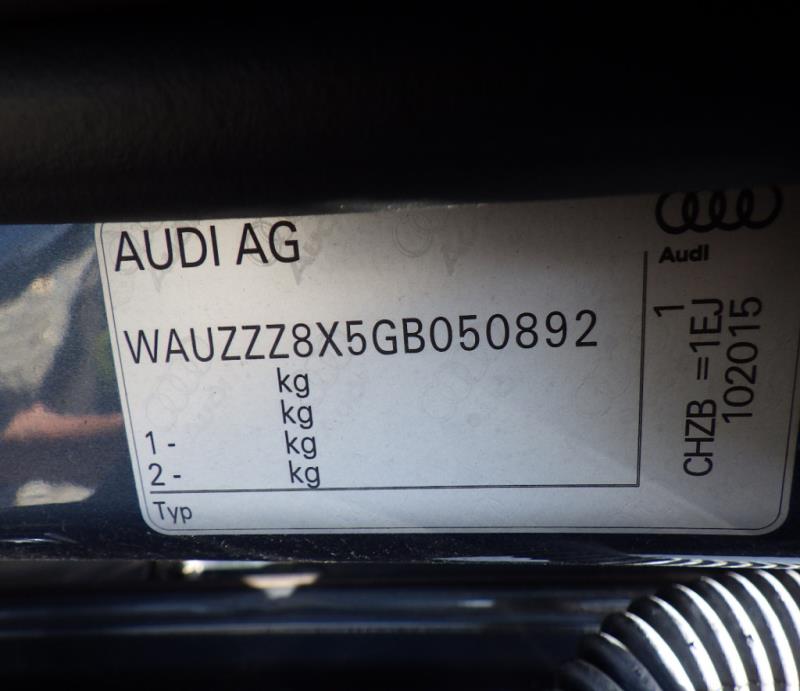 AUDI AG
WAUZZZ8X5GB050892
kg
kg
1 - kg
2 - kg
Typ
Audi
1
CHZB =1EJ
102015